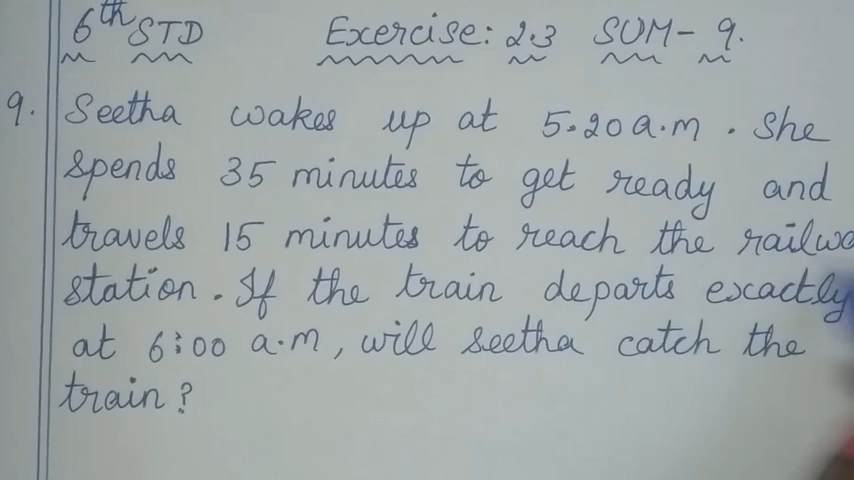 6th STD Exercise: 2.3 SUM- 9.
9. Seetha wakes up at 5.20 a.m. She
spends 35 minutes to get ready and
travels 15 minutes to reach the railwa
station. If the train departs exactly
at 6:00 a.m, will seetha catch the
train?